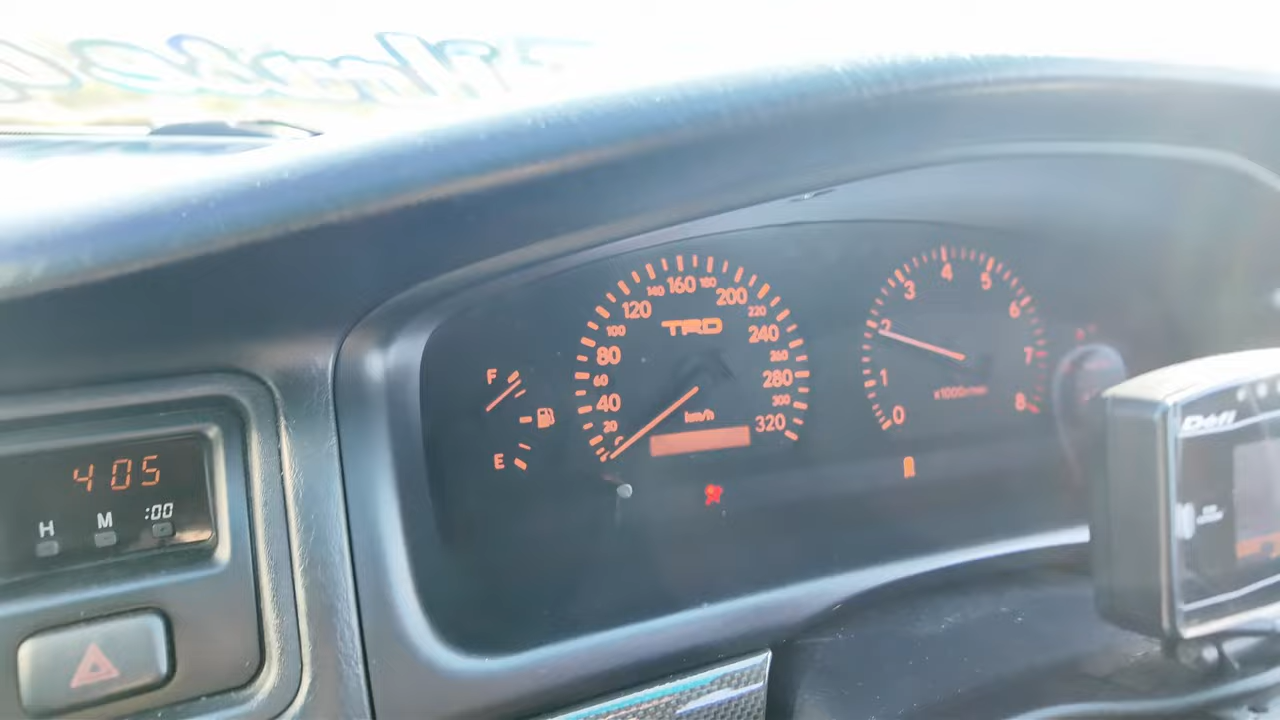 4 3 5
140 160 180
120 200
100 TRD 220
80 240
60 260
F 280
40 km/h 300
20 320
E
2 x1000r/min 6
1 7
0 8
405
H M :00
Defi